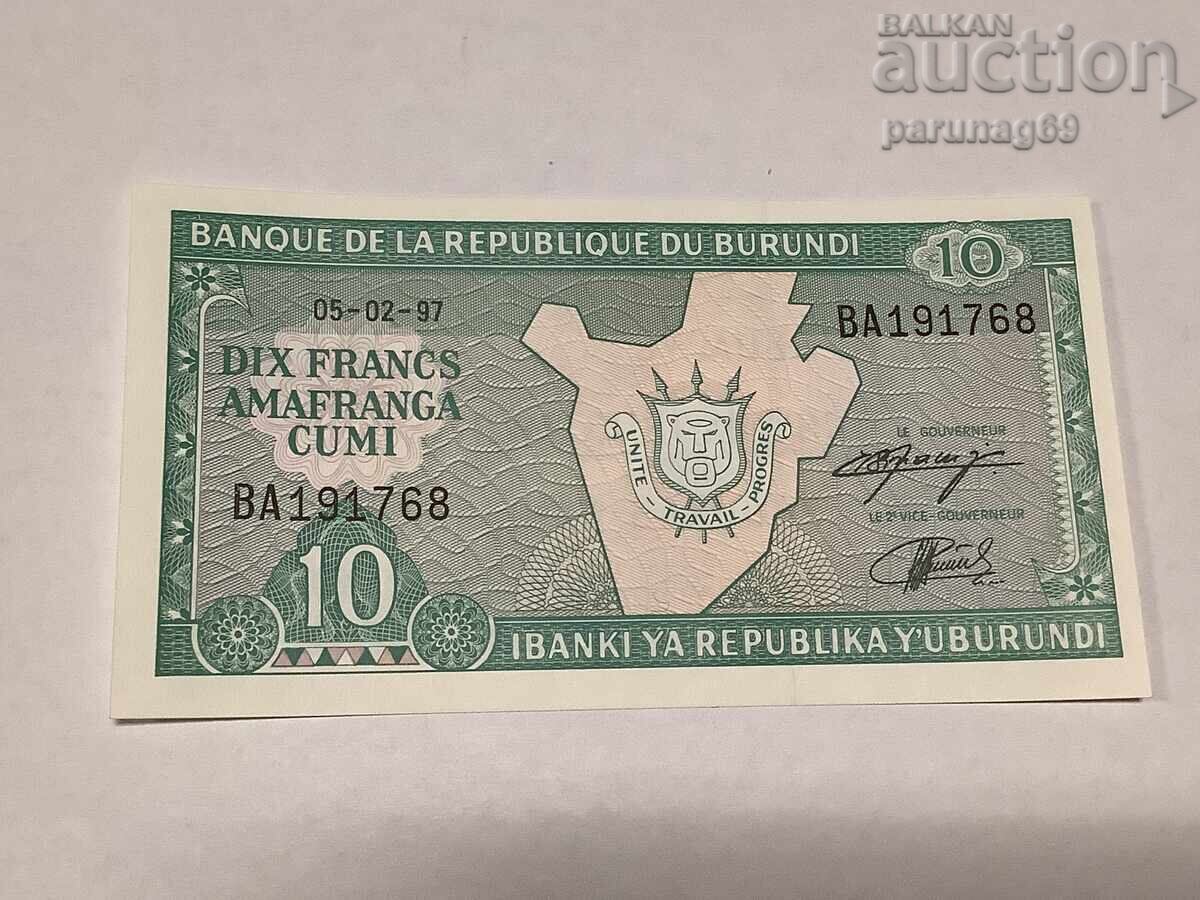 BALKAN
auction
parunag69
BANQUE DE LA REPUBLIQUE DU BURUNDI
10
05-02-97
BA191768
DIX FRANCS
AMAFRANGA
CUMI
UNITE - TRAVAIL - PROGRES
LE GOUVERNEUR
BA191768
LE 2e VICE-GOUVERNEUR
10
IBANKI YA REPUBLIKA Y'UBURUNDI